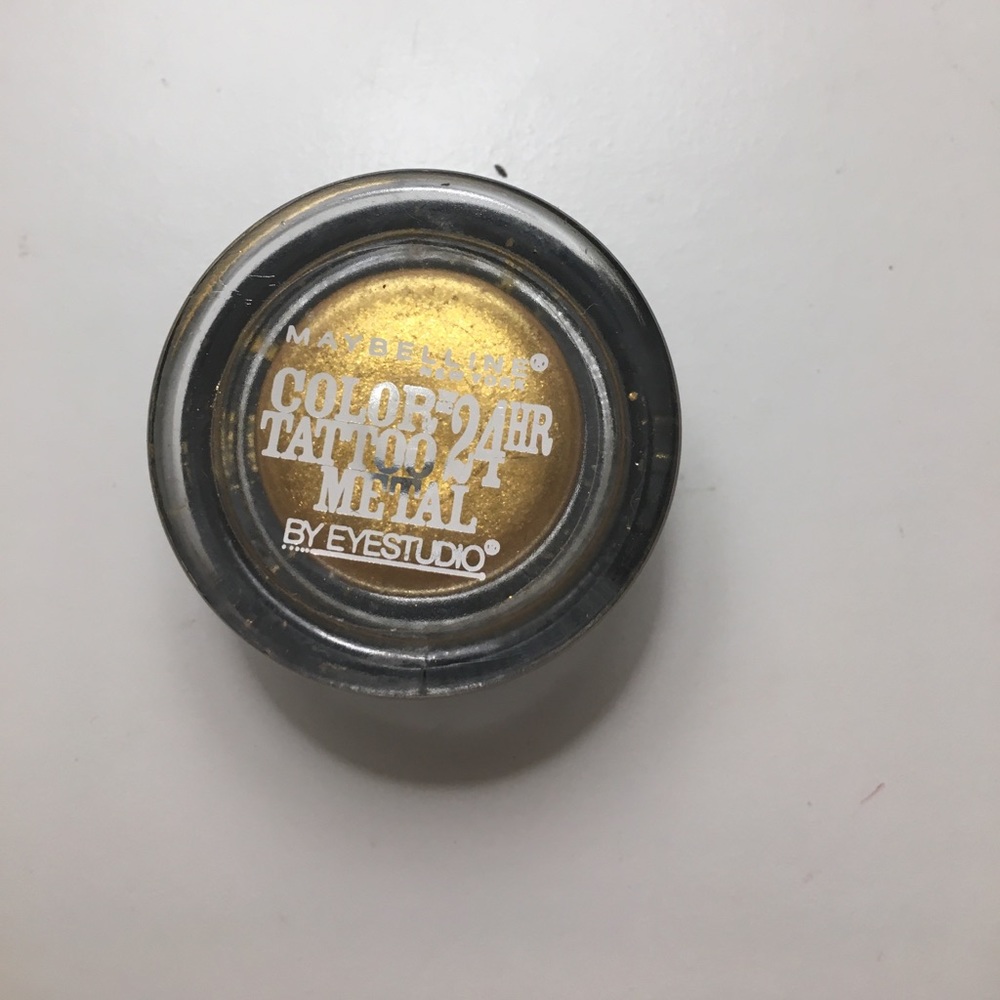 MAYBELLINE®
NEW YORK
COLOR
TATTOO 24HR
METAL
BY EYESTUDIO®